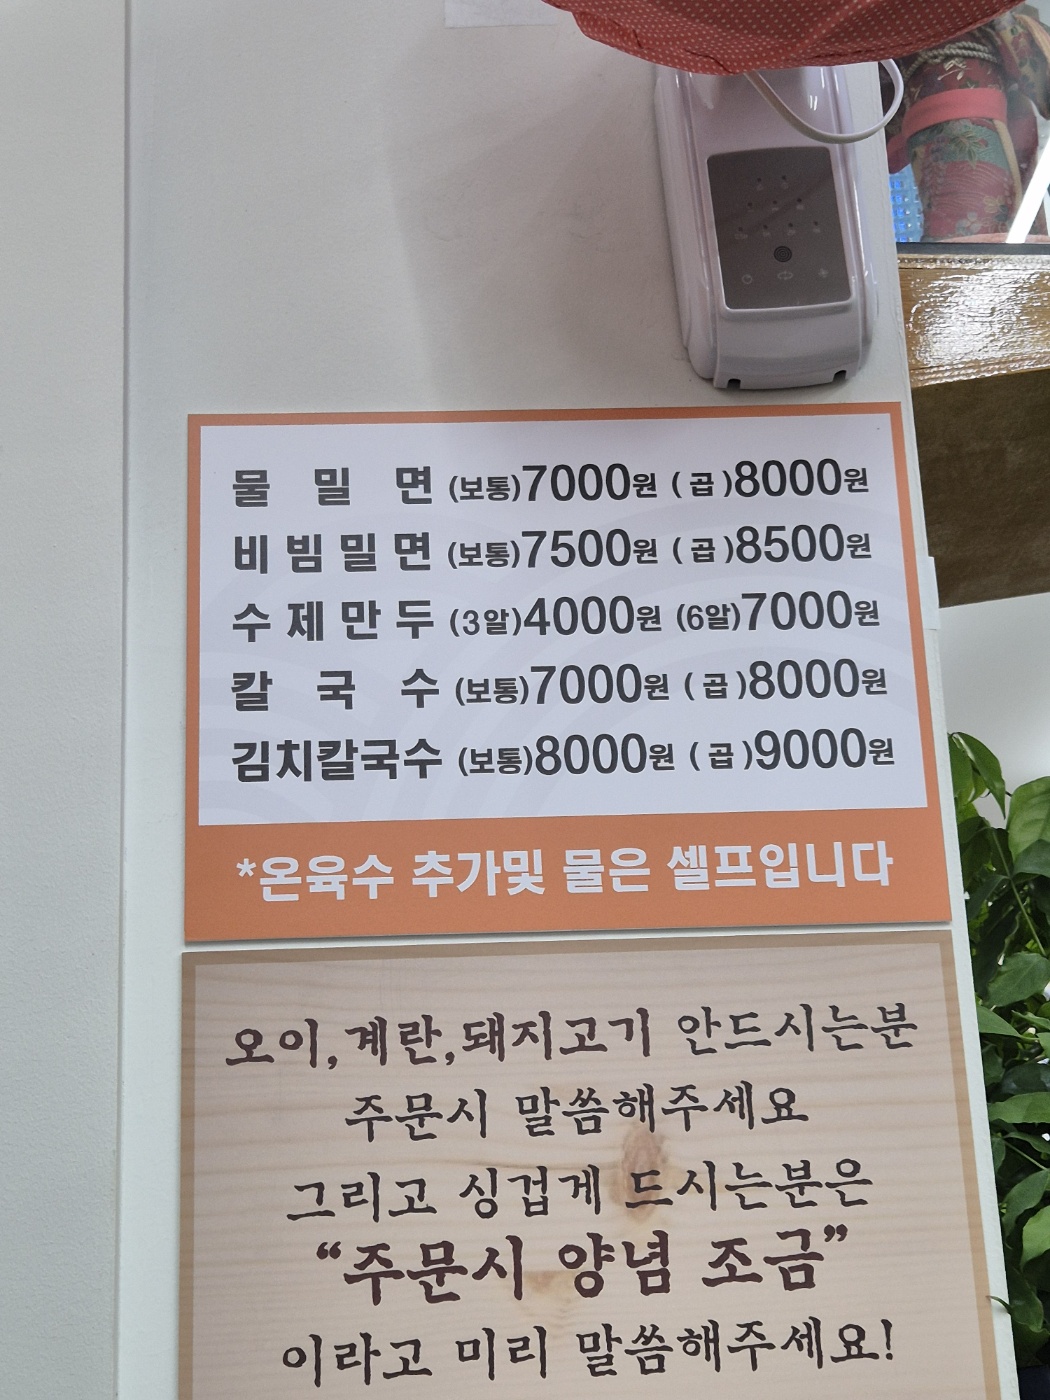 물 밀 면 (보통)7000원 ( 곱 )8000원
비 빔 밀 면 (보통)7500원 ( 곱 )8500원
수 제 만 두 (3알)4000원 (6알)7000원
칼 국 수 (보통)7000원 ( 곱 )8000원
김치칼국수 (보통)8000원 ( 곱 )9000원
*온육수 추가및 물은 셀프입니다
오이,계란,돼지고기 안드시는분
주문시 말씀해주세요
그리고 싱겁게 드시는분은
“주문시 양념 조금”
이라고 미리 말씀해주세요!